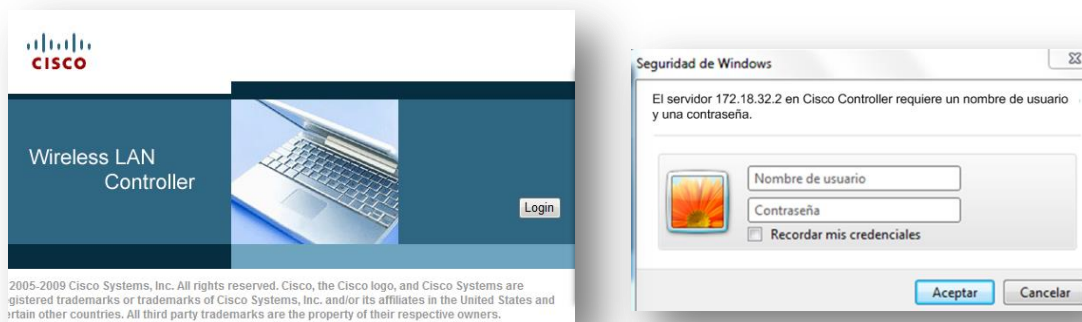 CISCO
Wireless LAN
Controller
Login
2005-2009 Cisco Systems, Inc. All rights reserved. Cisco, the Cisco logo, and Cisco Systems are
gistered trademarks or trademarks of Cisco Systems, Inc. and/or its affiliates in the United States and
ertain other countries. All third party trademarks are the property of their respective owners.
Seguridad de Windows
El servidor 172.18.32.2 en Cisco Controller requiere un nombre de usuario
y una contraseña.
Nombre de usuario
Contraseña
Recordar mis credenciales
Aceptar Cancelar